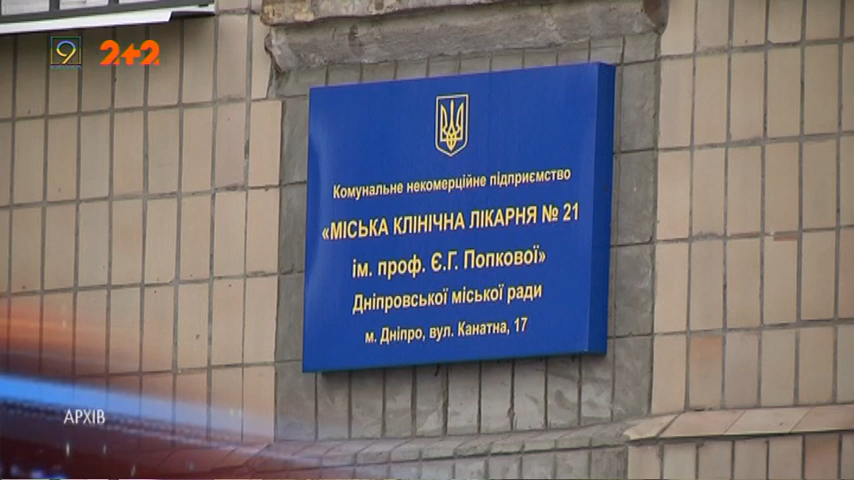 9 2+2
Комунальне некомерційне підприємство
«МІСЬКА КЛІНІЧНА ЛІКАРНЯ № 21
ім. проф. Є.Г. Попкової»
Дніпровської міської ради
м. Дніпро, вул. Канатна, 17
АРХІВ